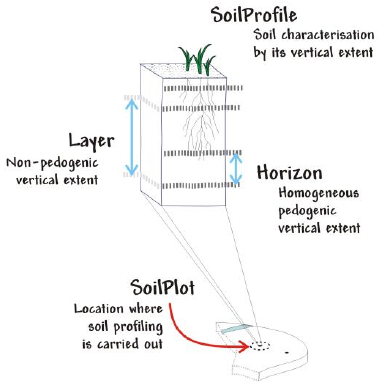 SoilProfile
Soil characterisation
by its vertical extent
Layer
Non-pedogenic
vertical extent
Horizon
Homogeneous
pedogenic
vertical extent
SoilPlot
Location where
soil profiling
is carried out